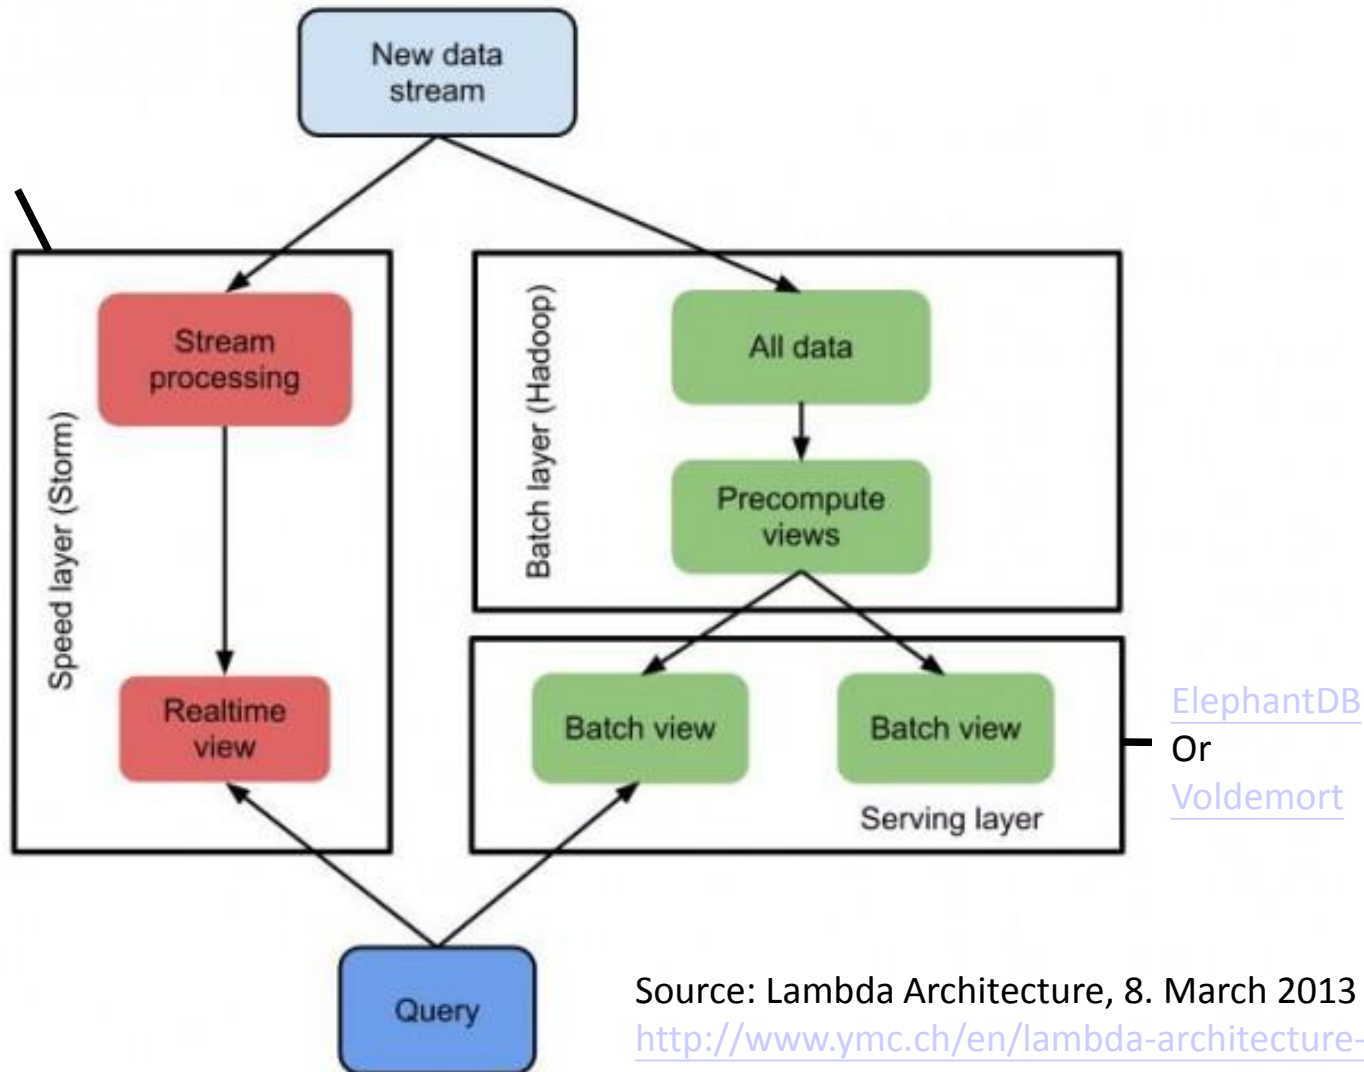 New data
stream
Speed layer (Storm)
Stream
processing
Realtime
view
Batch layer (Hadoop)
All data
Precompute
views
Batch view
Batch view
Serving layer
ElephantDB
Or
Voldemort
Query
Source: Lambda Architecture, 8. March 2013
http://www.ymc.ch/en/lambda-architecture-